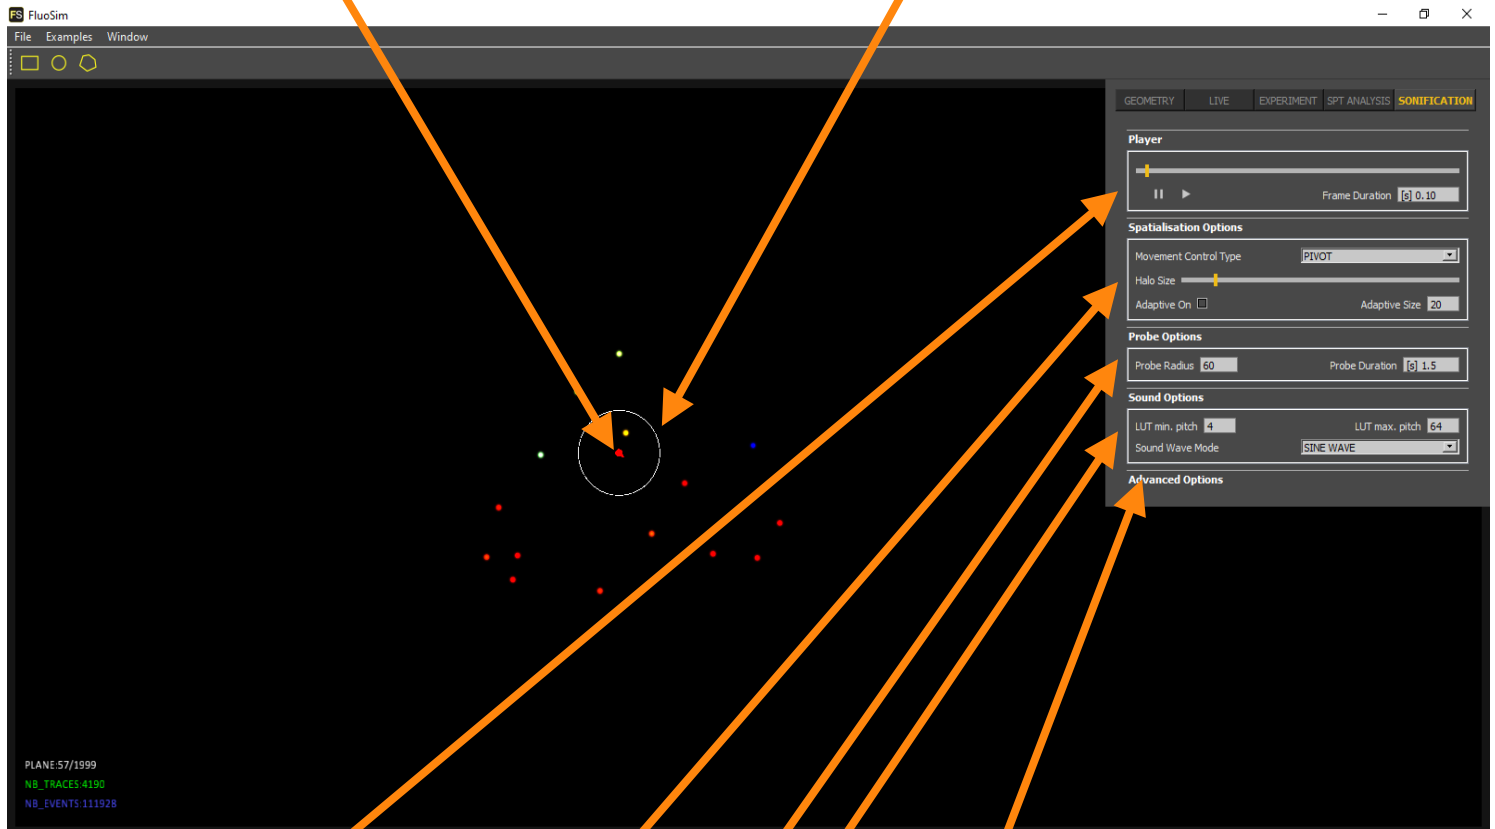 FS FluoSim
File Examples Window
GEOMETRY LIVE EXPERIMENT SPT ANALYSIS SONIFICATION
Player
Frame Duration [s] 0.10
Spatialisation Options
Movement Control Type PIVOT
Halo Size
Adaptive On Adaptive Size 20
Probe Options
Probe Radius 60 Probe Duration [s] 1.5
Sound Options
LUT min. pitch 4 LUT max. pitch 64
Sound Wave Mode SINE WAVE
Advanced Options
PLANE:57/1999
NB_TRACES:4190
NB_EVENTS:111928